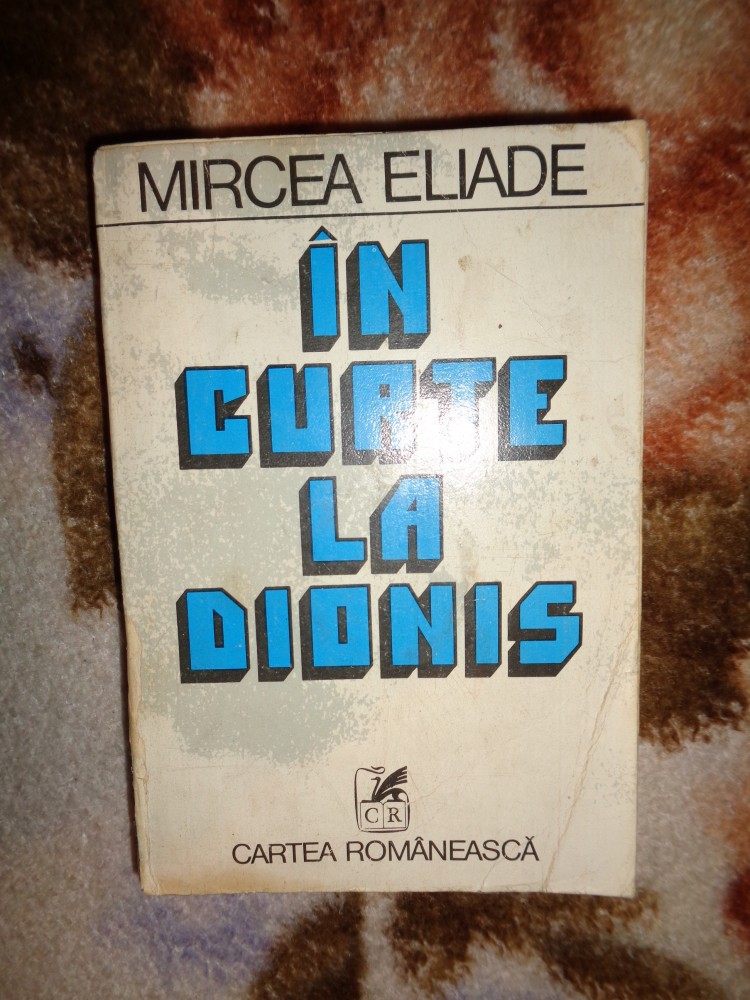 MIRCEA ELIADE
ÎN
CURTE
LA
DIONIS
CR
CARTEA ROMÂNEASCĂ